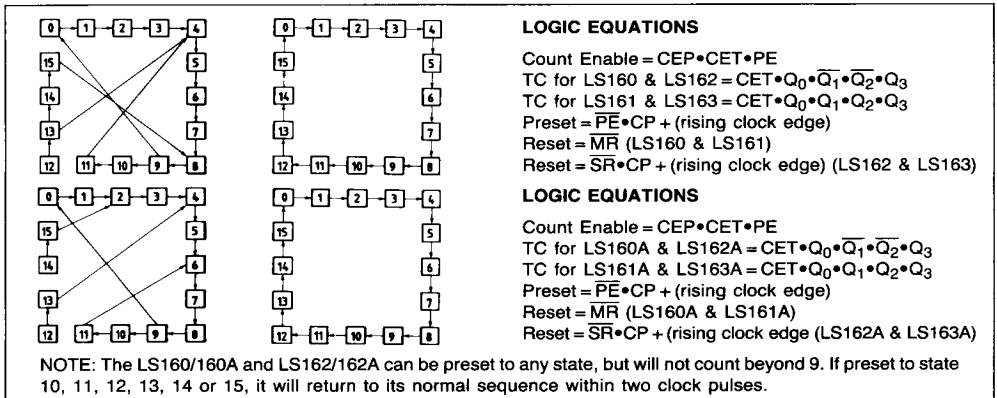 0 1 2 3 4
15 5
14 6
13 7
12 11 10 9 8
0 1 2 3 4
15 5
14 6
13 7
12 11 10 9 8
LOGIC EQUATIONS
Count Enable = CEP•CET•PE
TC for LS160 & LS162 = CET•Q₀•Q̅₁•Q̅₂•Q₃
TC for LS161 & LS163 = CET•Q₀•Q₁•Q₂•Q₃
Preset = P̅E̅•CP + (rising clock edge)
Reset = M̅R̅ (LS160 & LS161)
Reset = S̅R̅•CP + (rising clock edge) (LS162 & LS163)
0 1 2 3 4
15 5
14 6
13 7
12 11 10 9 8
0 1 2 3 4
15 5
14 6
13 7
12 11 10 9 8
LOGIC EQUATIONS
Count Enable = CEP•CET•PE
TC for LS160A & LS162A = CET•Q₀•Q̅₁•Q̅₂•Q₃
TC for LS161A & LS163A = CET•Q₀•Q₁•Q₂•Q₃
Preset = P̅E̅•CP + (rising clock edge)
Reset = M̅R̅ (LS160A & LS161A)
Reset = S̅R̅•CP + (rising clock edge (LS162A & LS163A)
NOTE: The LS160/160A and LS162/162A can be preset to any state, but will not count beyond 9. If preset to state
10, 11, 12, 13, 14 or 15, it will return to its normal sequence within two clock pulses.